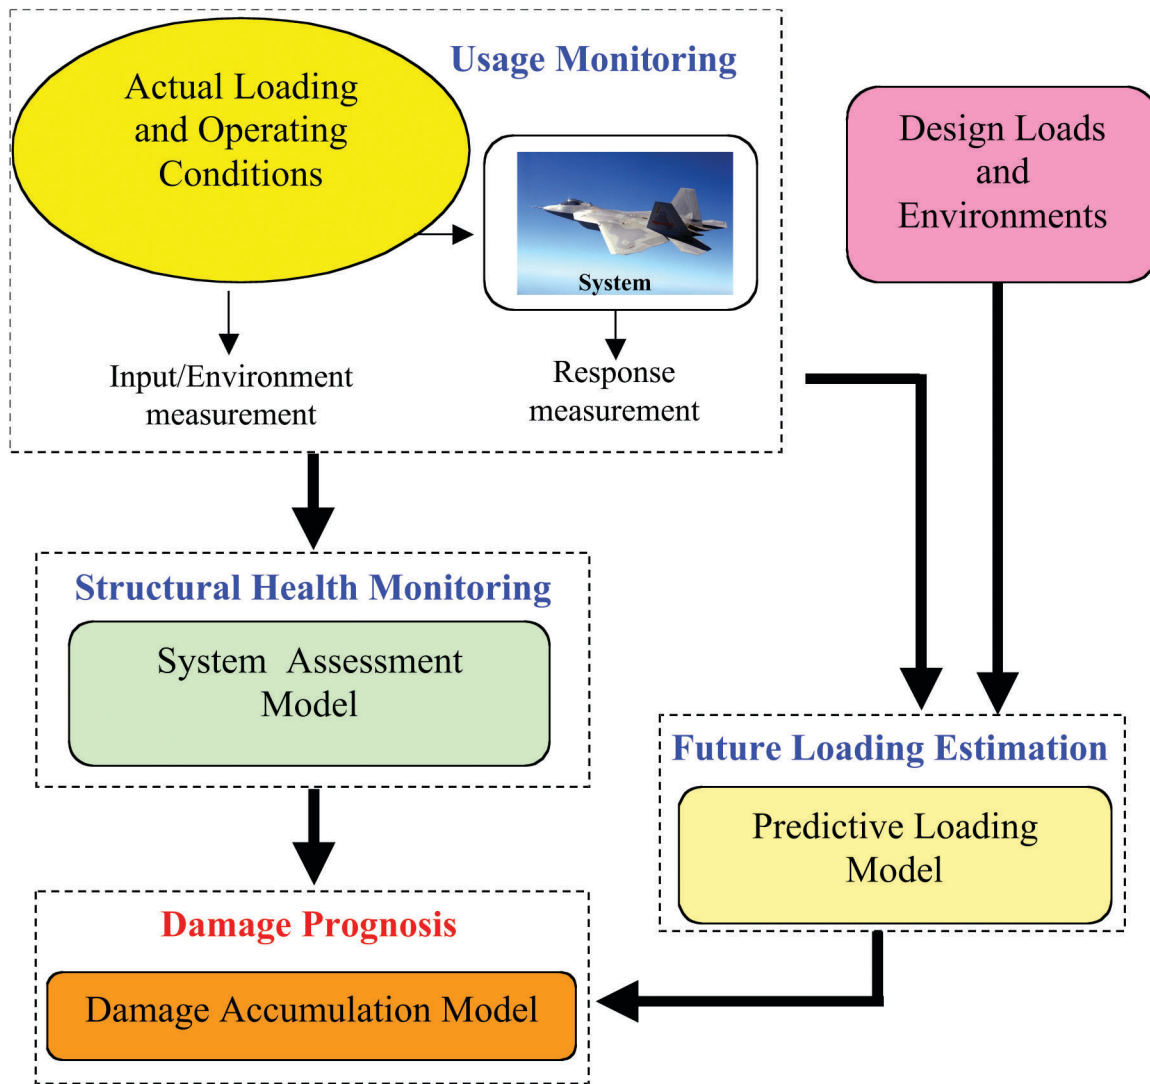 Usage Monitoring
Actual Loading
and Operating
Conditions
System
Input/Environment
measurement
Response
measurement
Design Loads
and
Environments
Structural Health Monitoring
System Assessment
Model
Future Loading Estimation
Predictive Loading
Model
Damage Prognosis
Damage Accumulation Model